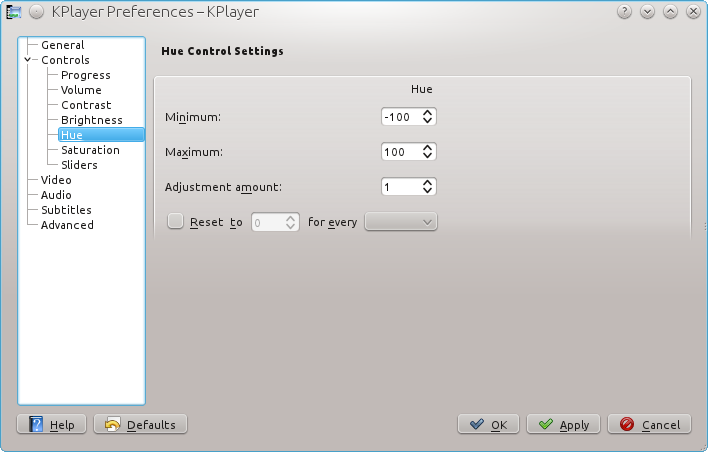 KPlayer Preferences – KPlayer
General
Controls
Progress
Volume
Contrast
Brightness
Hue
Saturation
Sliders
Video
Audio
Subtitles
Advanced
Hue Control Settings
Hue
Minimum: -100
Maximum: 100
Adjustment amount: 1
Reset to 0 for every
Help Defaults OK Apply Cancel